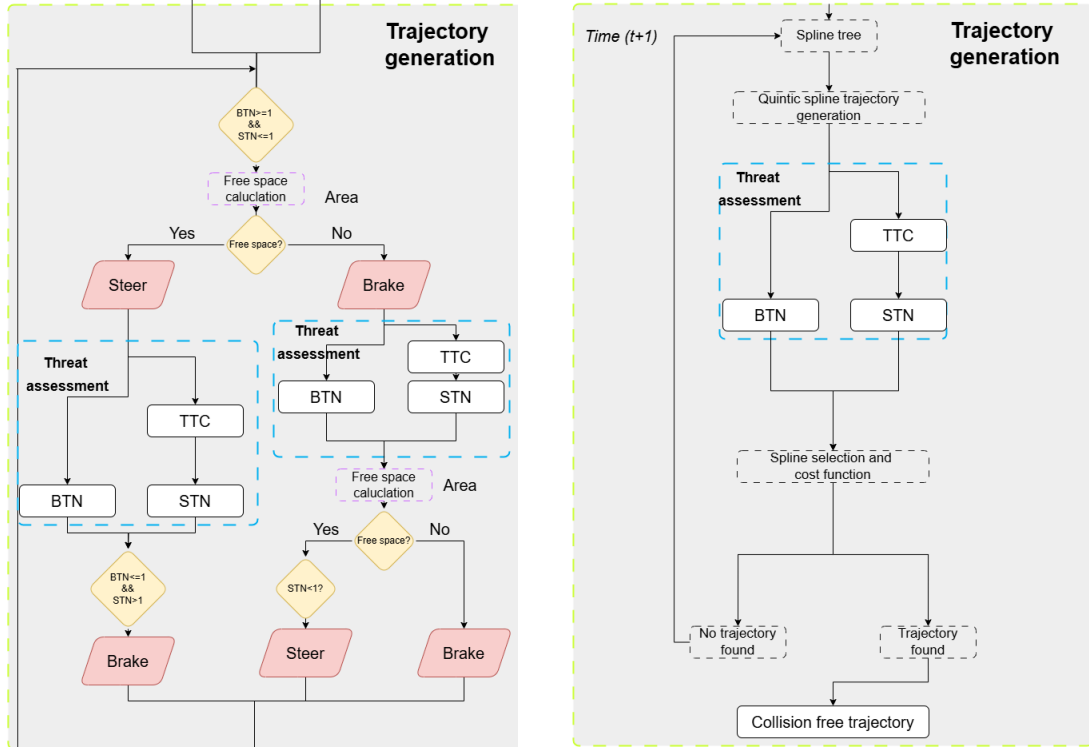 Trajectory
generation
BTN>=1
&&
STN<=1
Free space
caluclation
Area
Free space?
Yes
No
Steer
Brake
Threat
assessment
TTC
BTN
STN
Threat
assessment
TTC
BTN
STN
Free space
caluclation
Area
Free space?
Yes
No
BTN<=1
&&
STN>1
STN<1?
Brake
Steer
Brake
Trajectory
generation
Time (t+1)
Spline tree
Quintic spline trajectory
generation
Threat
assessment
TTC
BTN
STN
Spline selection and
cost function
No trajectory
found
Trajectory
found
Collision free trajectory